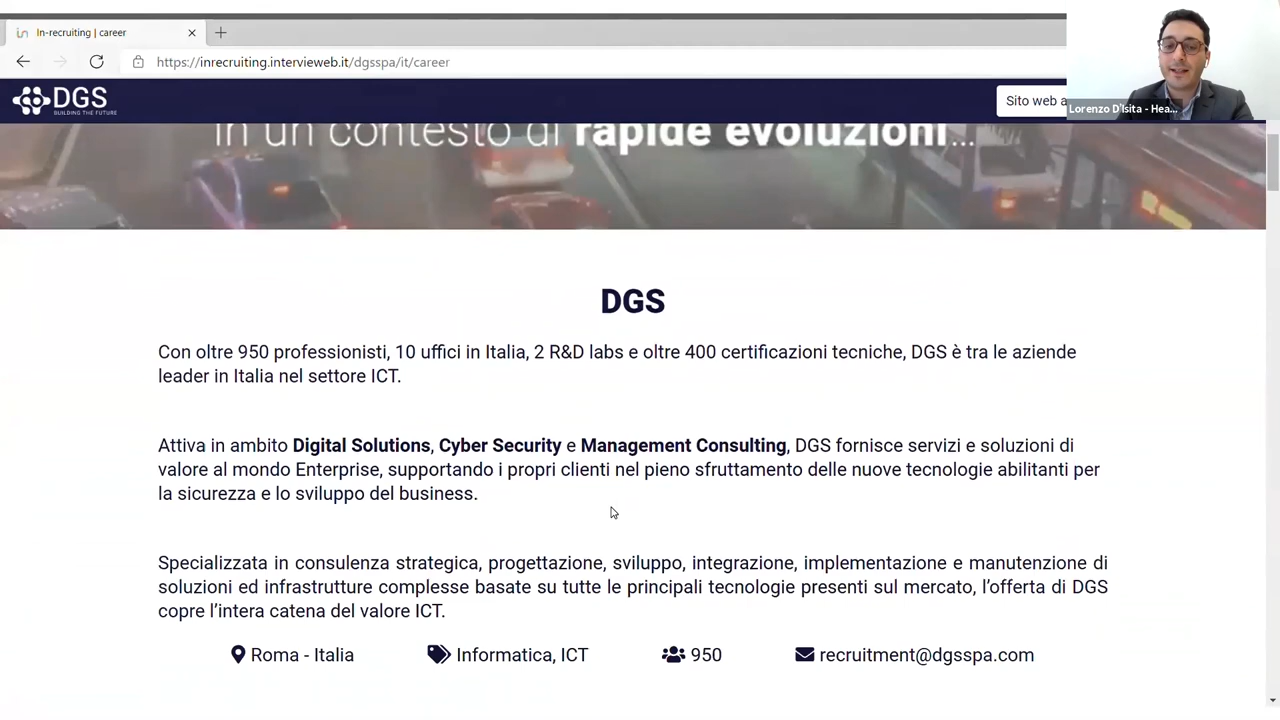 In-recruiting | career
https://inrecruiting.intervieweb.it/dgsspa/it/career
DGS
BUILDING THE FUTURE
Sito web a
Lorenzo D'Isita - Hea...
in un contesto di rapide evoluzioni...
DGS
Con oltre 950 professionisti, 10 uffici in Italia, 2 R&D labs e oltre 400 certificazioni tecniche, DGS è tra le aziende
leader in Italia nel settore ICT.
Attiva in ambito Digital Solutions, Cyber Security e Management Consulting, DGS fornisce servizi e soluzioni di
valore al mondo Enterprise, supportando i propri clienti nel pieno sfruttamento delle nuove tecnologie abilitanti per
la sicurezza e lo sviluppo del business.
Specializzata in consulenza strategica, progettazione, sviluppo, integrazione, implementazione e manutenzione di
soluzioni ed infrastrutture complesse basate su tutte le principali tecnologie presenti sul mercato, l'offerta di DGS
copre l'intera catena del valore ICT.
Roma - Italia
Informatica, ICT
950
recruitment@dgsspa.com